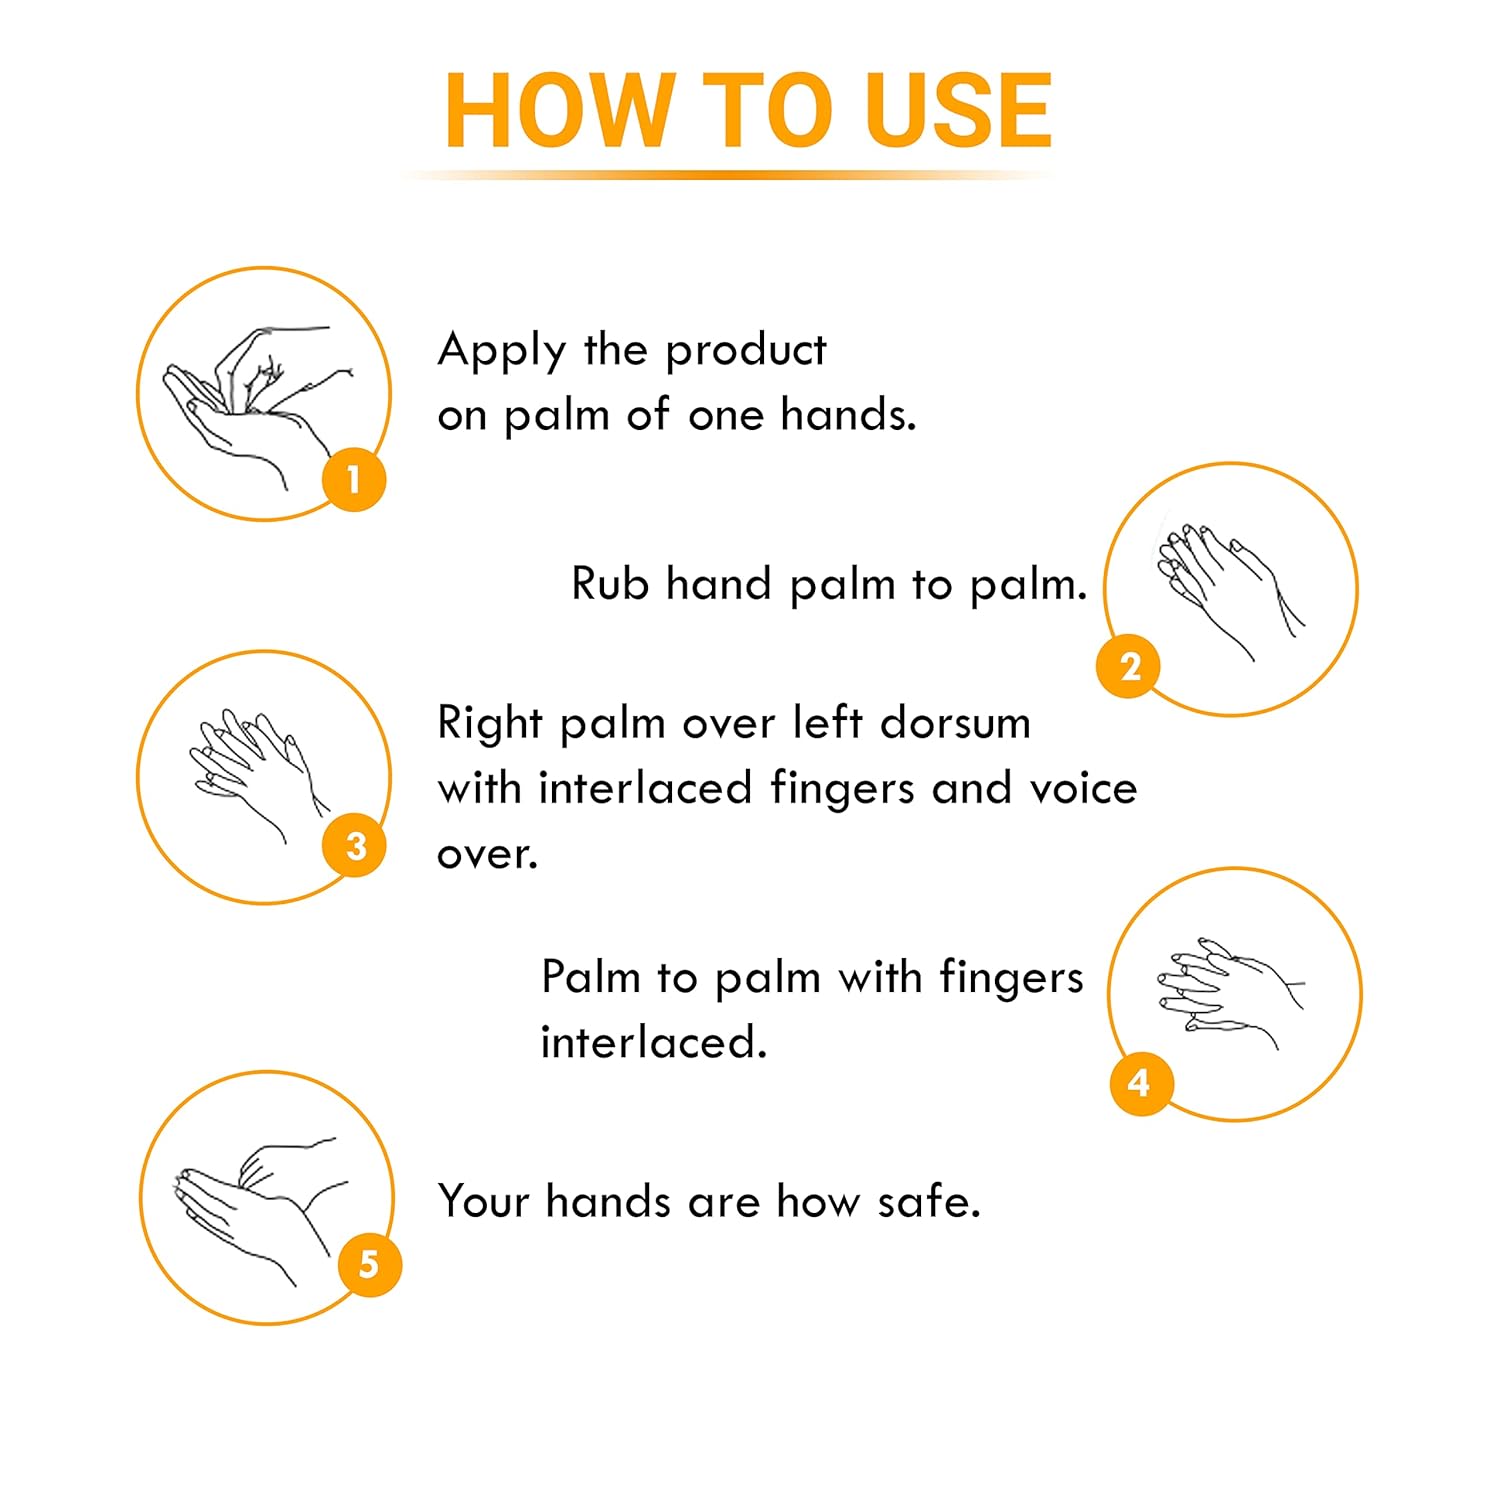 HOW TO USE
Apply the product
on palm of one hands.
1
Rub hand palm to palm.
2
Right palm over left dorsum
with interlaced fingers and voice
over.
3
Palm to palm with fingers
interlaced.
4
Your hands are how safe.
5